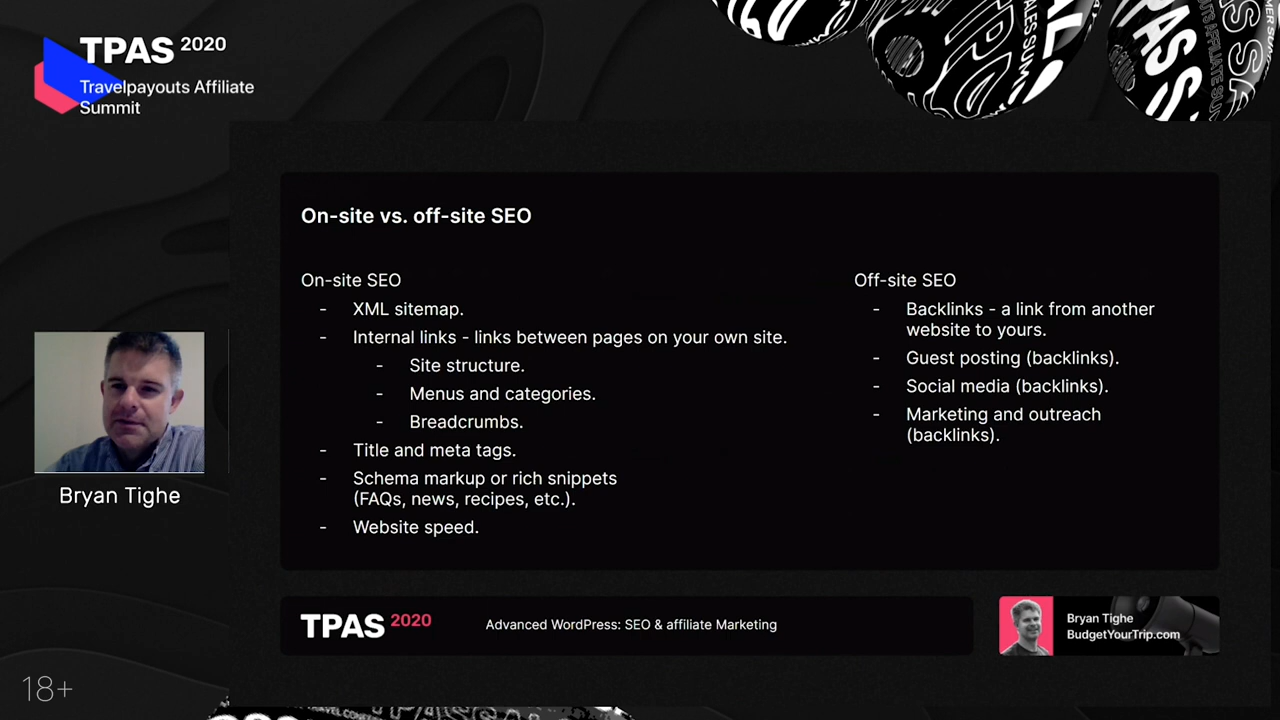 TPAS 2020
Travelpayouts Affiliate
Summit
On-site vs. off-site SEO
On-site SEO
- XML sitemap.
- Internal links - links between pages on your own site.
- Site structure.
- Menus and categories.
- Breadcrumbs.
- Title and meta tags.
- Schema markup or rich snippets
(FAQs, news, recipes, etc.).
- Website speed.
Off-site SEO
- Backlinks - a link from another
website to yours.
- Guest posting (backlinks).
- Social media (backlinks).
- Marketing and outreach
(backlinks).
Bryan Tighe
TPAS 2020
Advanced WordPress: SEO & affiliate Marketing
Bryan Tighe
BudgetYourTrip.com
18+